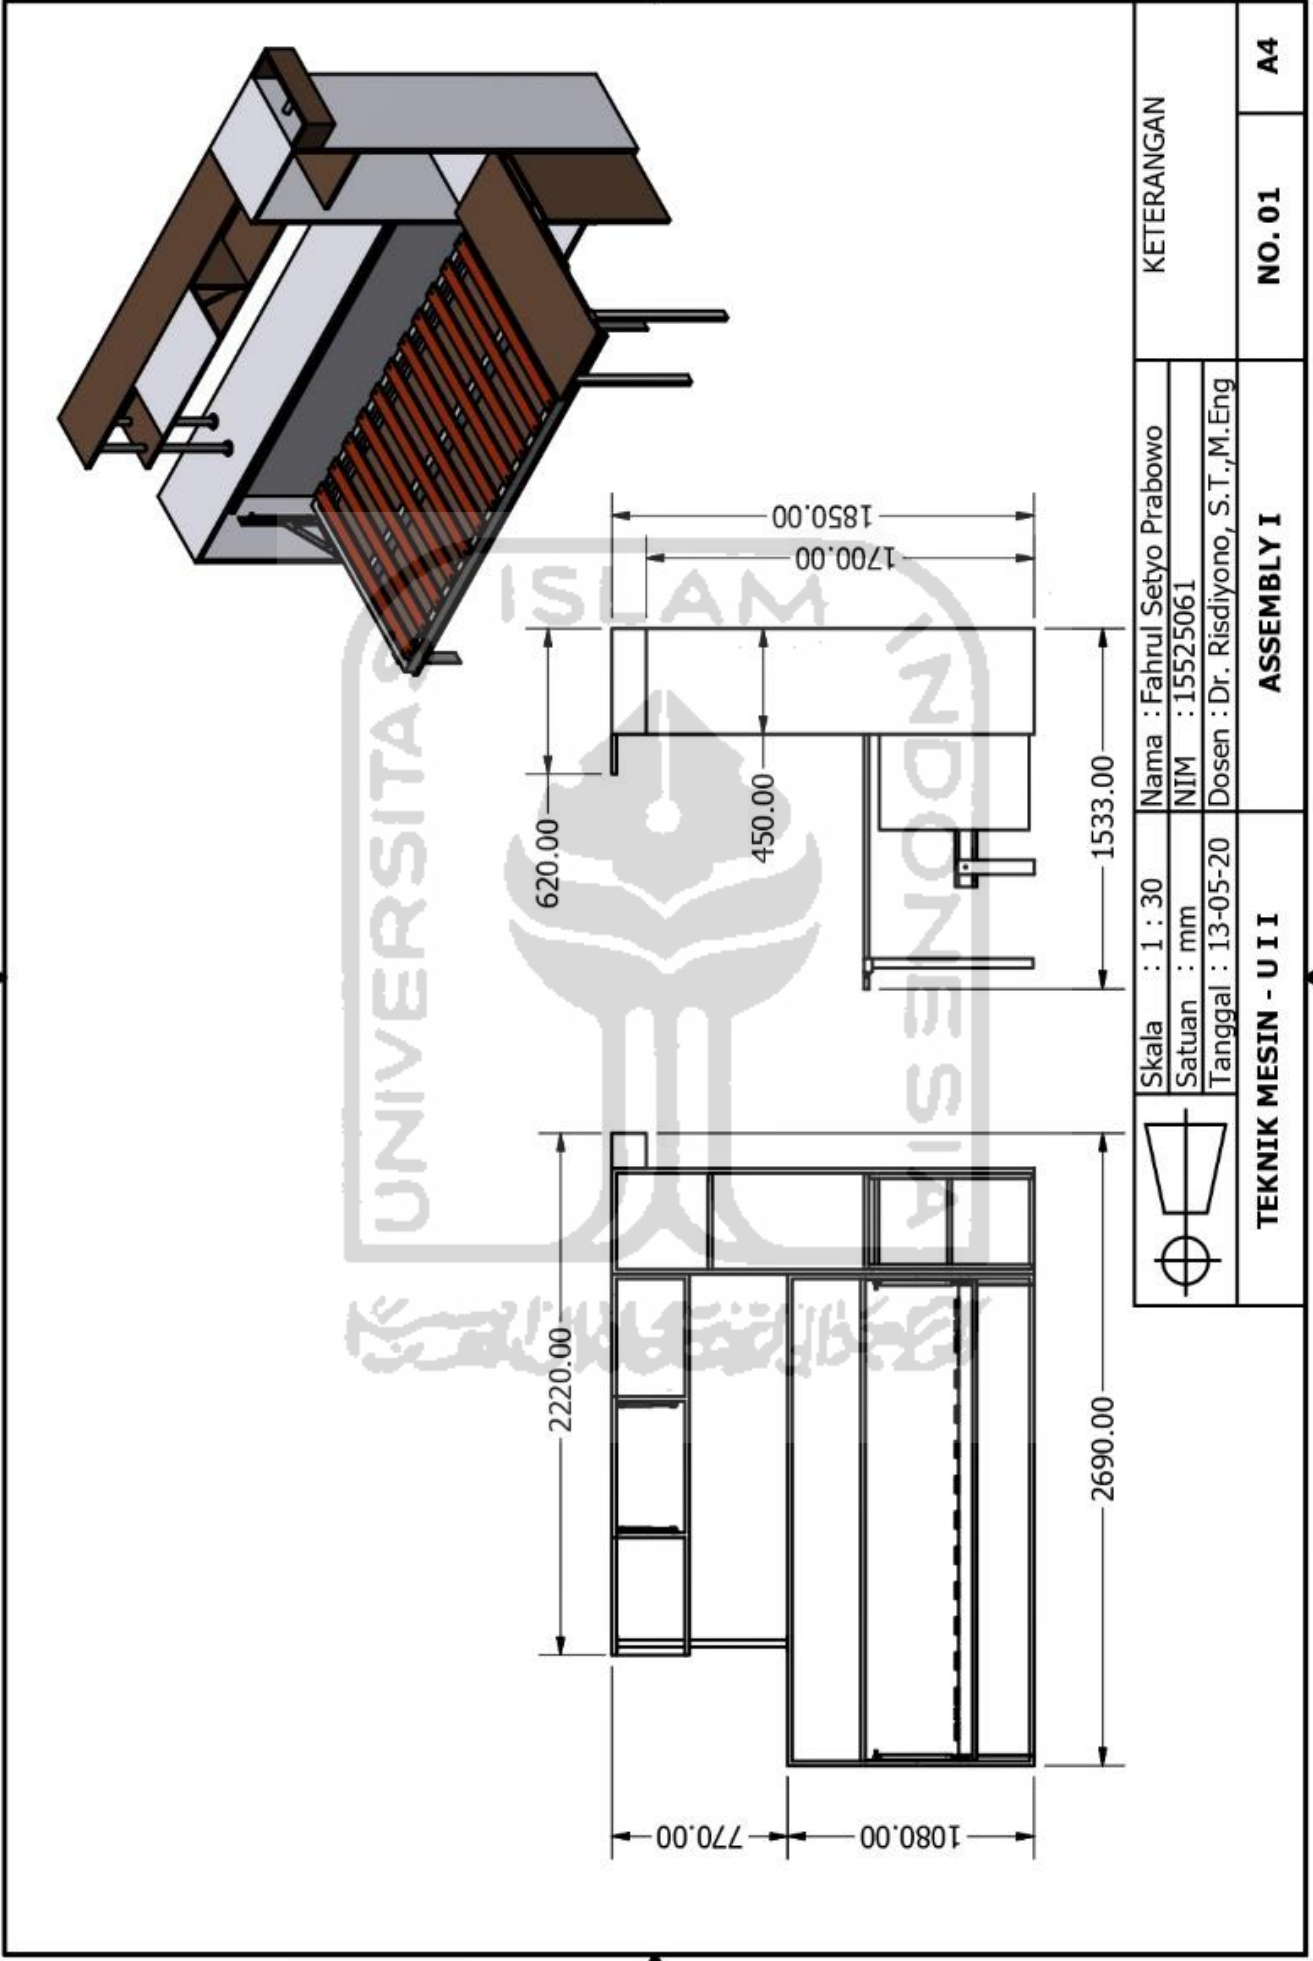 1850.00
1700.00
620.00
450.00
1533.00
2220.00
2690.00
770.00
1080.00
UNIVERSITAS
ISLAM
INDONESIA
Skala : 1 : 30
Satuan : mm
Tanggal : 13-05-20
Nama : Fahrul Setyo Prabowo
NIM : 15525061
Dosen : Dr. Risdiyono, S.T.,M.Eng
KETERANGAN
TEKNIK MESIN - U I I
ASSEMBLY I
NO. 01
A4